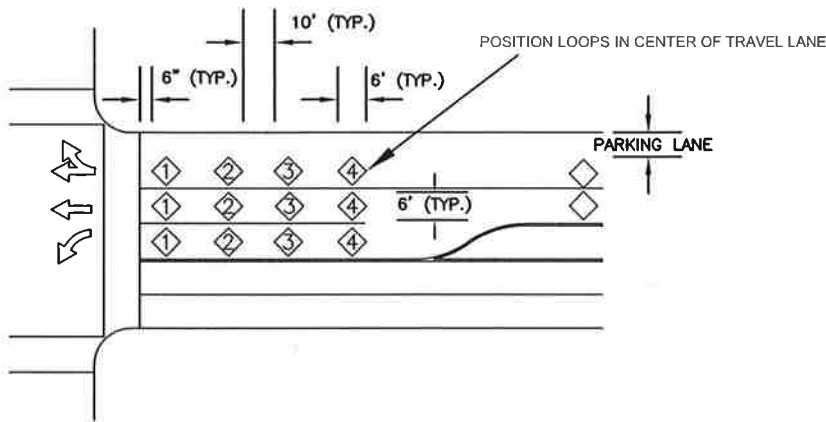 10' (TYP.)
POSITION LOOPS IN CENTER OF TRAVEL LANE
6" (TYP.)
6' (TYP.)
PARKING LANE
1 2 3 4
1 2 3 4
6' (TYP.)
1 2 3 4